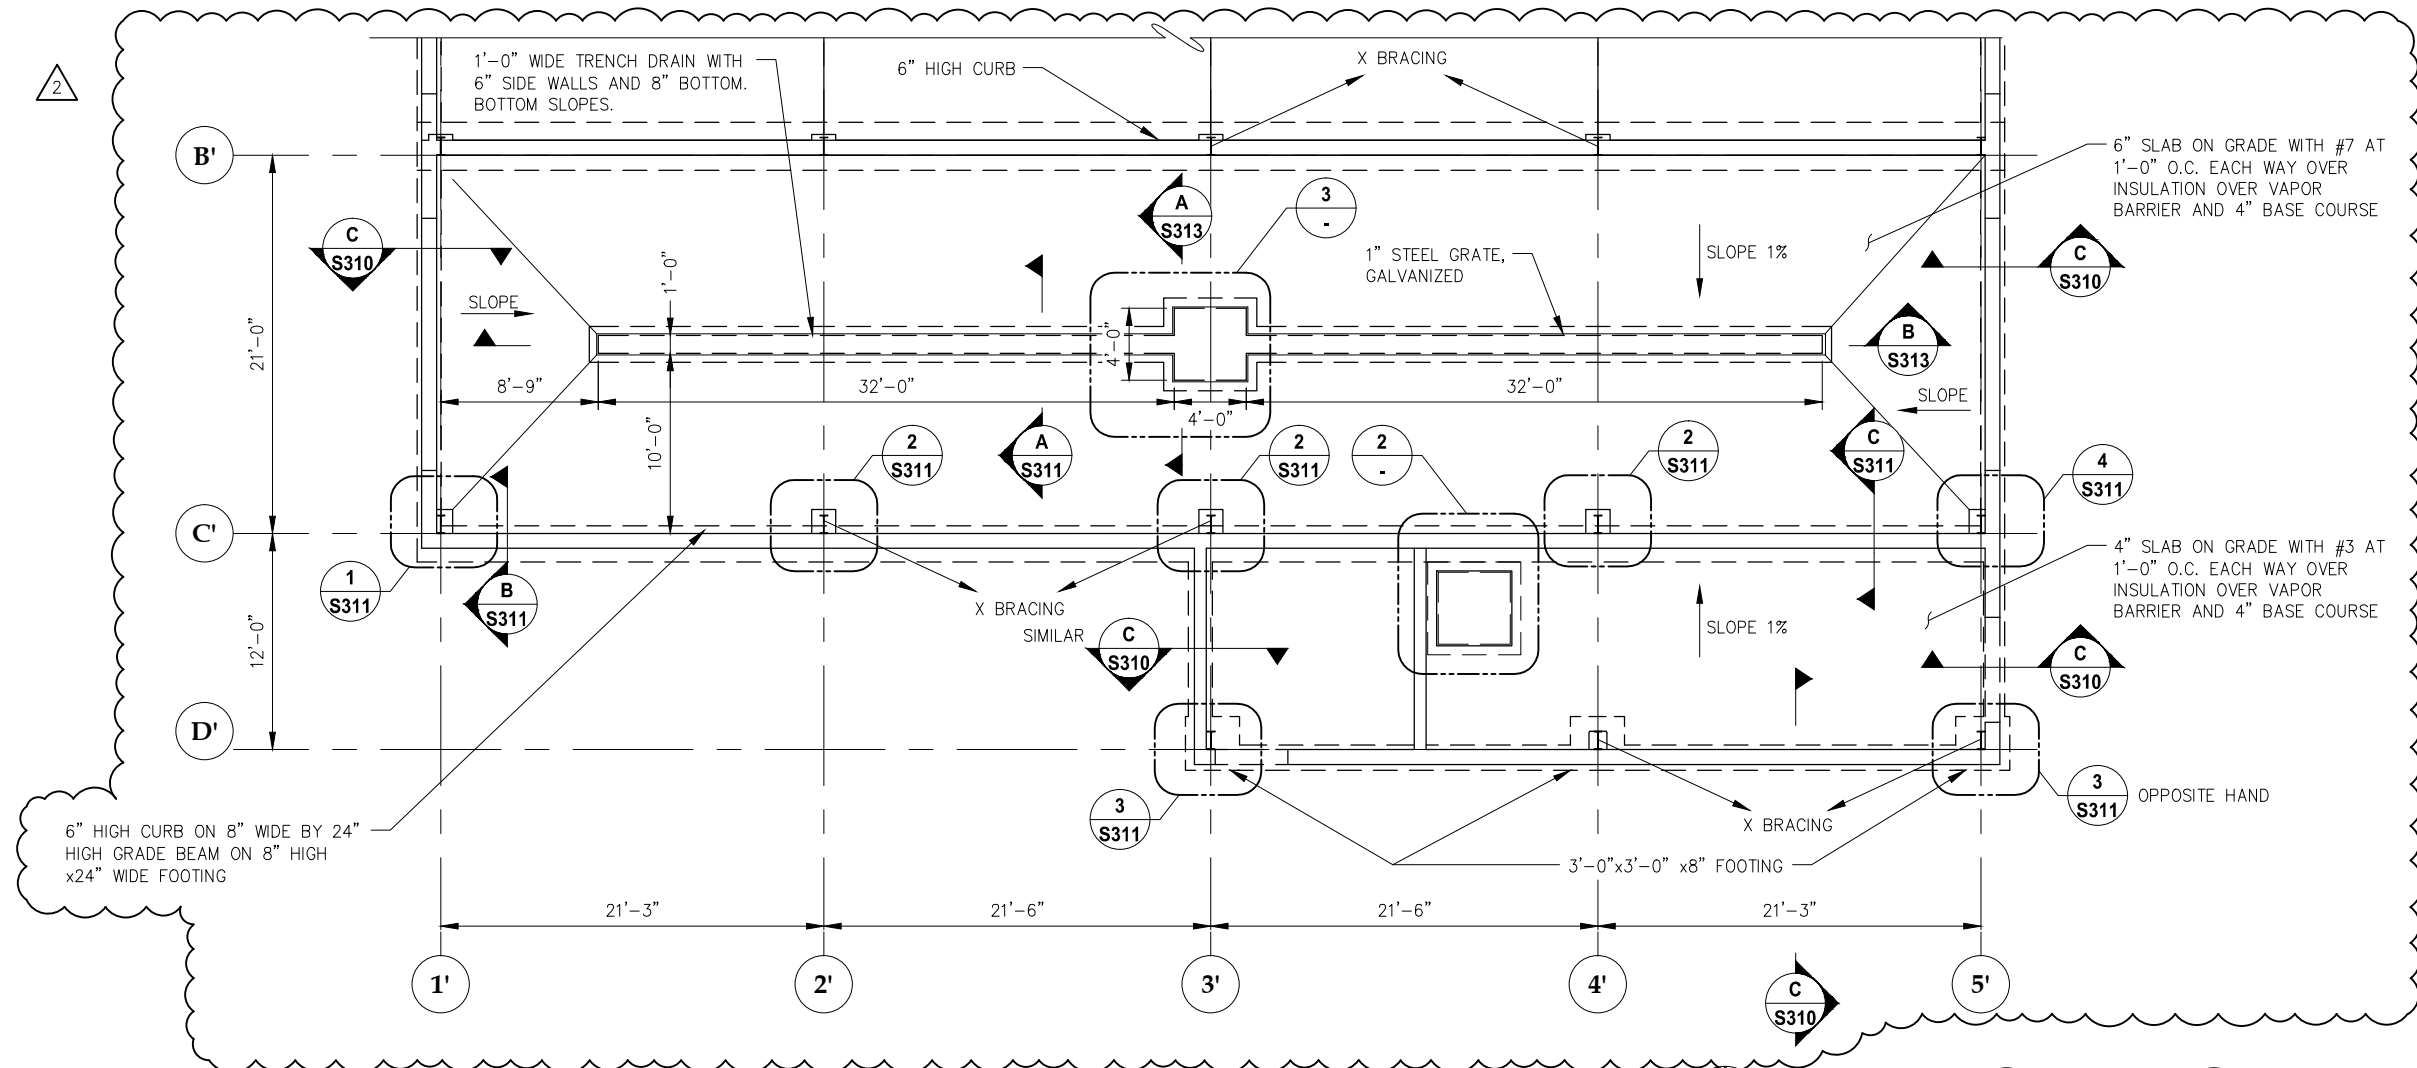 1'-0" WIDE TRENCH DRAIN WITH
6" SIDE WALLS AND 8" BOTTOM.
BOTTOM SLOPES.
6" HIGH CURB
X BRACING
2
B'
6" SLAB ON GRADE WITH #7 AT
1'-0" O.C. EACH WAY OVER
INSULATION OVER VAPOR
BARRIER AND 4" BASE COURSE
A
S313
3
-
C
S310
1" STEEL GRATE,
GALVANIZED
SLOPE 1%
C
S310
1'-0"
SLOPE
21'-0"
4'-0"
B
S313
8'-9"
32'-0"
32'-0"
SLOPE
4'-0"
10'-0"
2
S311
A
S311
2
S311
2
-
2
S311
C
S311
4
S311
C'
1
S311
B
S311
X BRACING
4" SLAB ON GRADE WITH #3 AT
1'-0" O.C. EACH WAY OVER
INSULATION OVER VAPOR
BARRIER AND 4" BASE COURSE
12'-0"
SIMILAR
C
S310
SLOPE 1%
C
S310
D'
3
S311
3
S311
OPPOSITE HAND
X BRACING
6" HIGH CURB ON 8" WIDE BY 24"
HIGH GRADE BEAM ON 8" HIGH
x24" WIDE FOOTING
3'-0"x3'-0" x8" FOOTING
21'-3"
21'-6"
21'-6"
21'-3"
1'
2'
3'
4'
5'
C
S310